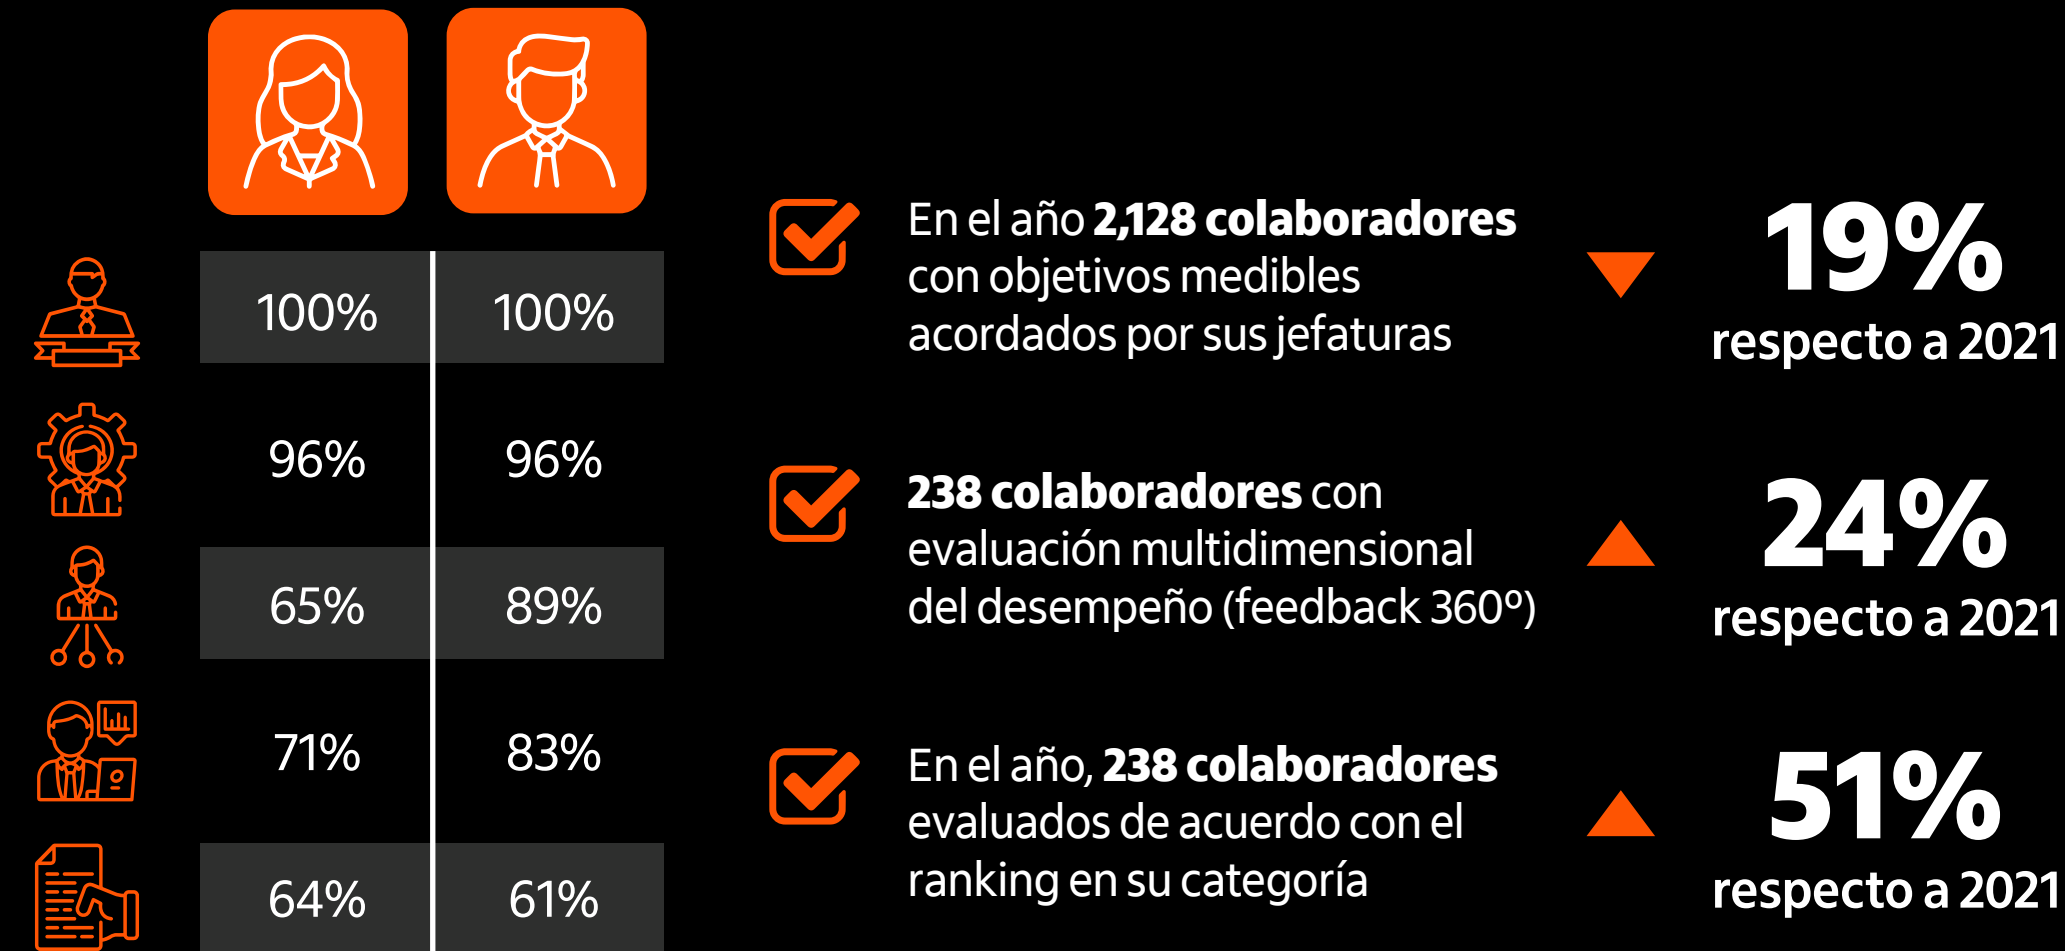 100% 100%
96% 96%
65% 89%
71% 83%
64% 61%
En el año 2,128 colaboradores
con objetivos medibles
acordados por sus jefaturas
19%
respecto a 2021
238 colaboradores con
evaluación multidimensional
del desempeño (feedback 360º)
24%
respecto a 2021
En el año, 238 colaboradores
evaluados de acuerdo con el
ranking en su categoría
51%
respecto a 2021